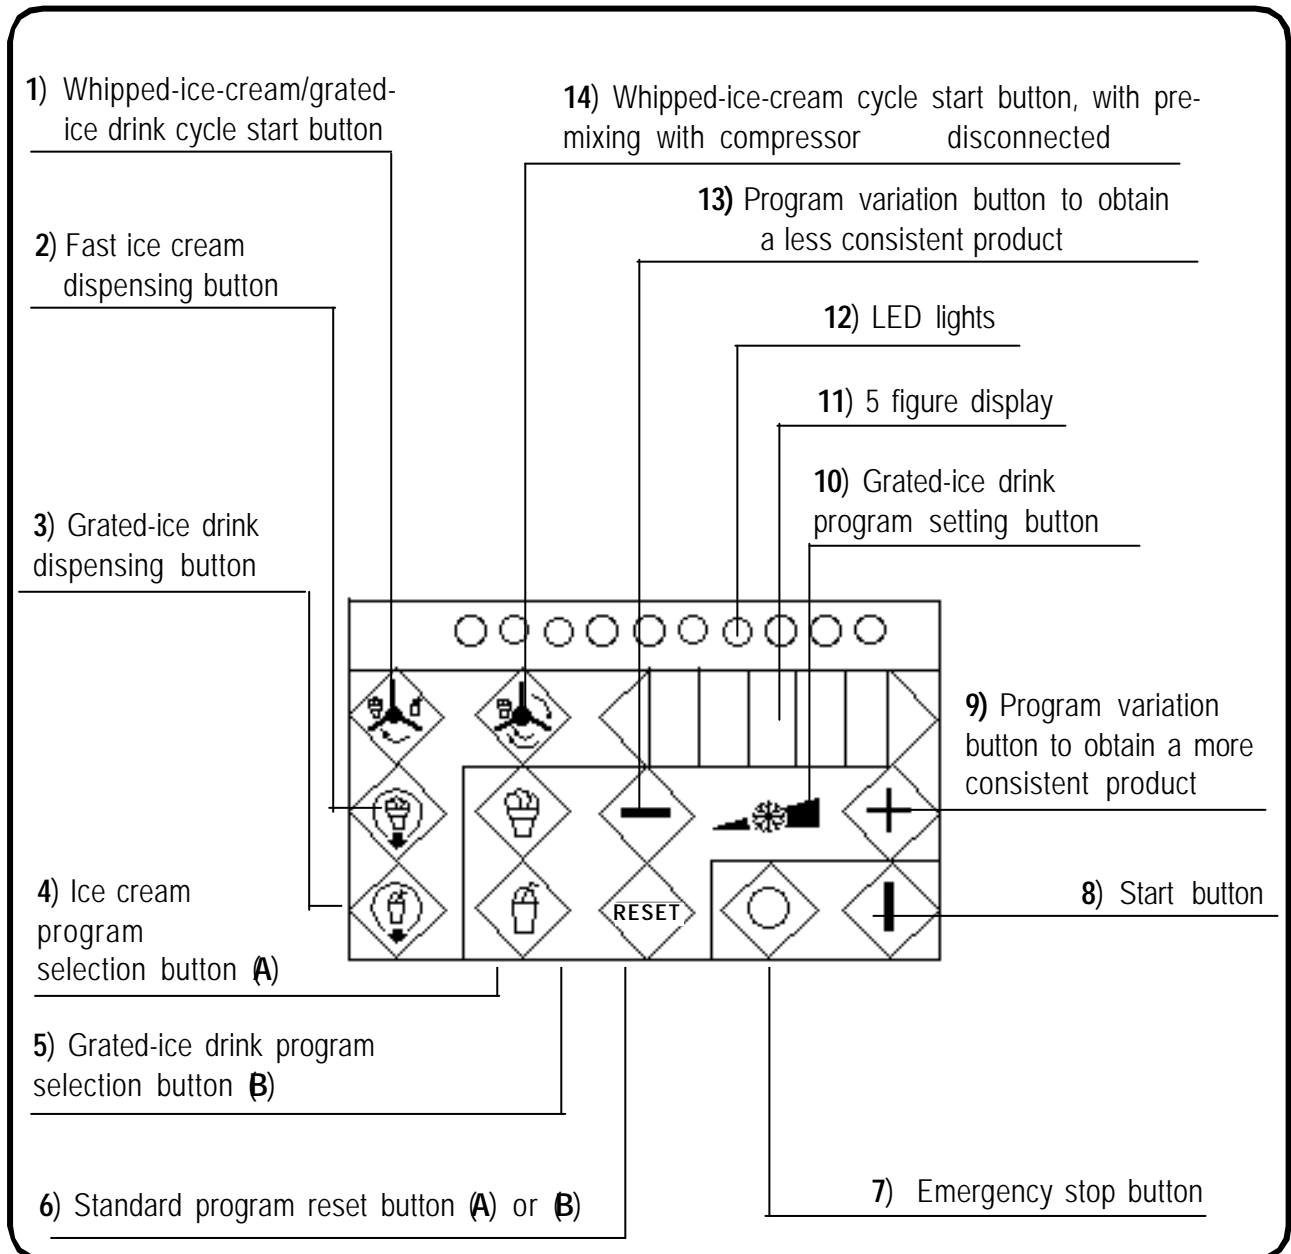 1) Whipped-ice-cream/grated-
ice drink cycle start button
14) Whipped-ice-cream cycle start button, with pre-
mixing with compressor disconnected
13) Program variation button to obtain
a less consistent product
2) Fast ice cream
dispensing button
12) LED lights
11) 5 figure display
10) Grated-ice drink
program setting button
3) Grated-ice drink
dispensing button
9) Program variation
button to obtain a more
consistent product
4) Ice cream
program
selection button (A)
RESET
8) Start button
5) Grated-ice drink program
selection button (B)
6) Standard program reset button (A) or (B)
7) Emergency stop button